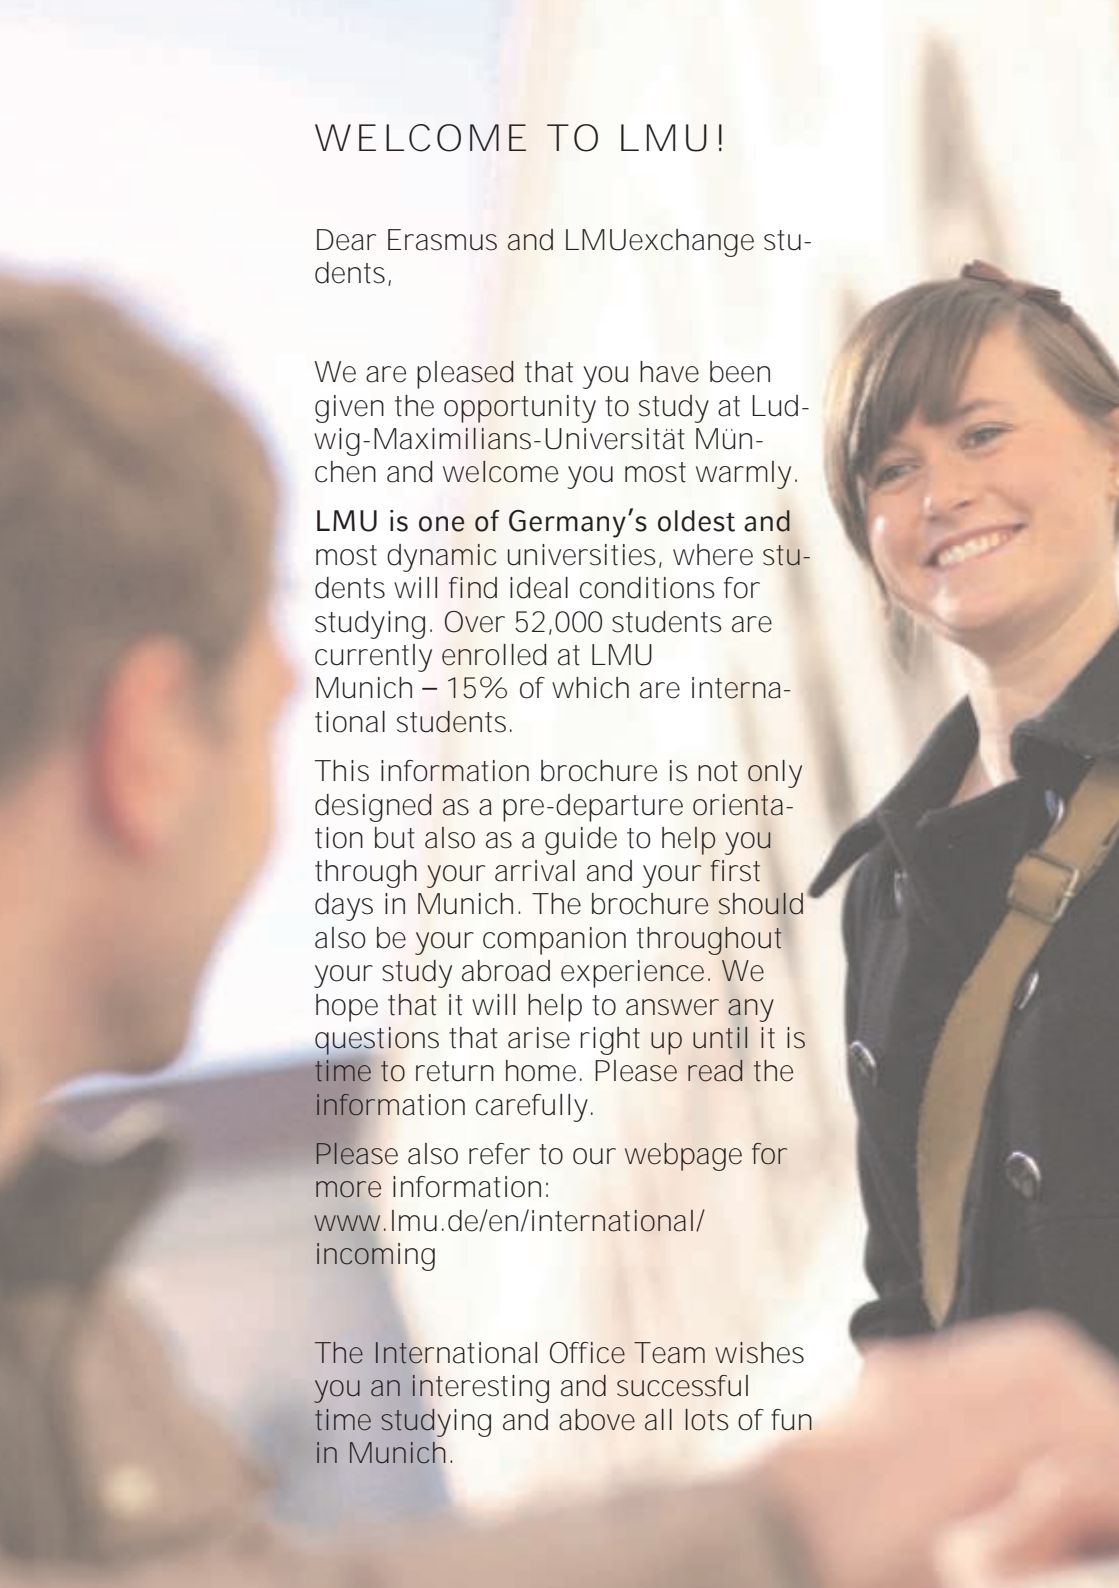 WELCOME TO LMU!
Dear Erasmus and LMUexchange stu-
dents,
We are pleased that you have been
given the opportunity to study at Lud-
wig-Maximilians-Universität Mün-
chen and welcome you most warmly.
LMU is one of Germany’s oldest and
most dynamic universities, where stu-
dents will find ideal conditions for
studying. Over 52,000 students are
currently enrolled at LMU
Munich – 15% of which are interna-
tional students.
This information brochure is not only
designed as a pre-departure orienta-
tion but also as a guide to help you
through your arrival and your first
days in Munich. The brochure should
also be your companion throughout
your study abroad experience. We
hope that it will help to answer any
questions that arise right up until it is
time to return home. Please read the
information carefully.
Please also refer to our webpage for
more information:
www.lmu.de/en/international/
incoming
The International Office Team wishes
you an interesting and successful
time studying and above all lots of fun
in Munich.